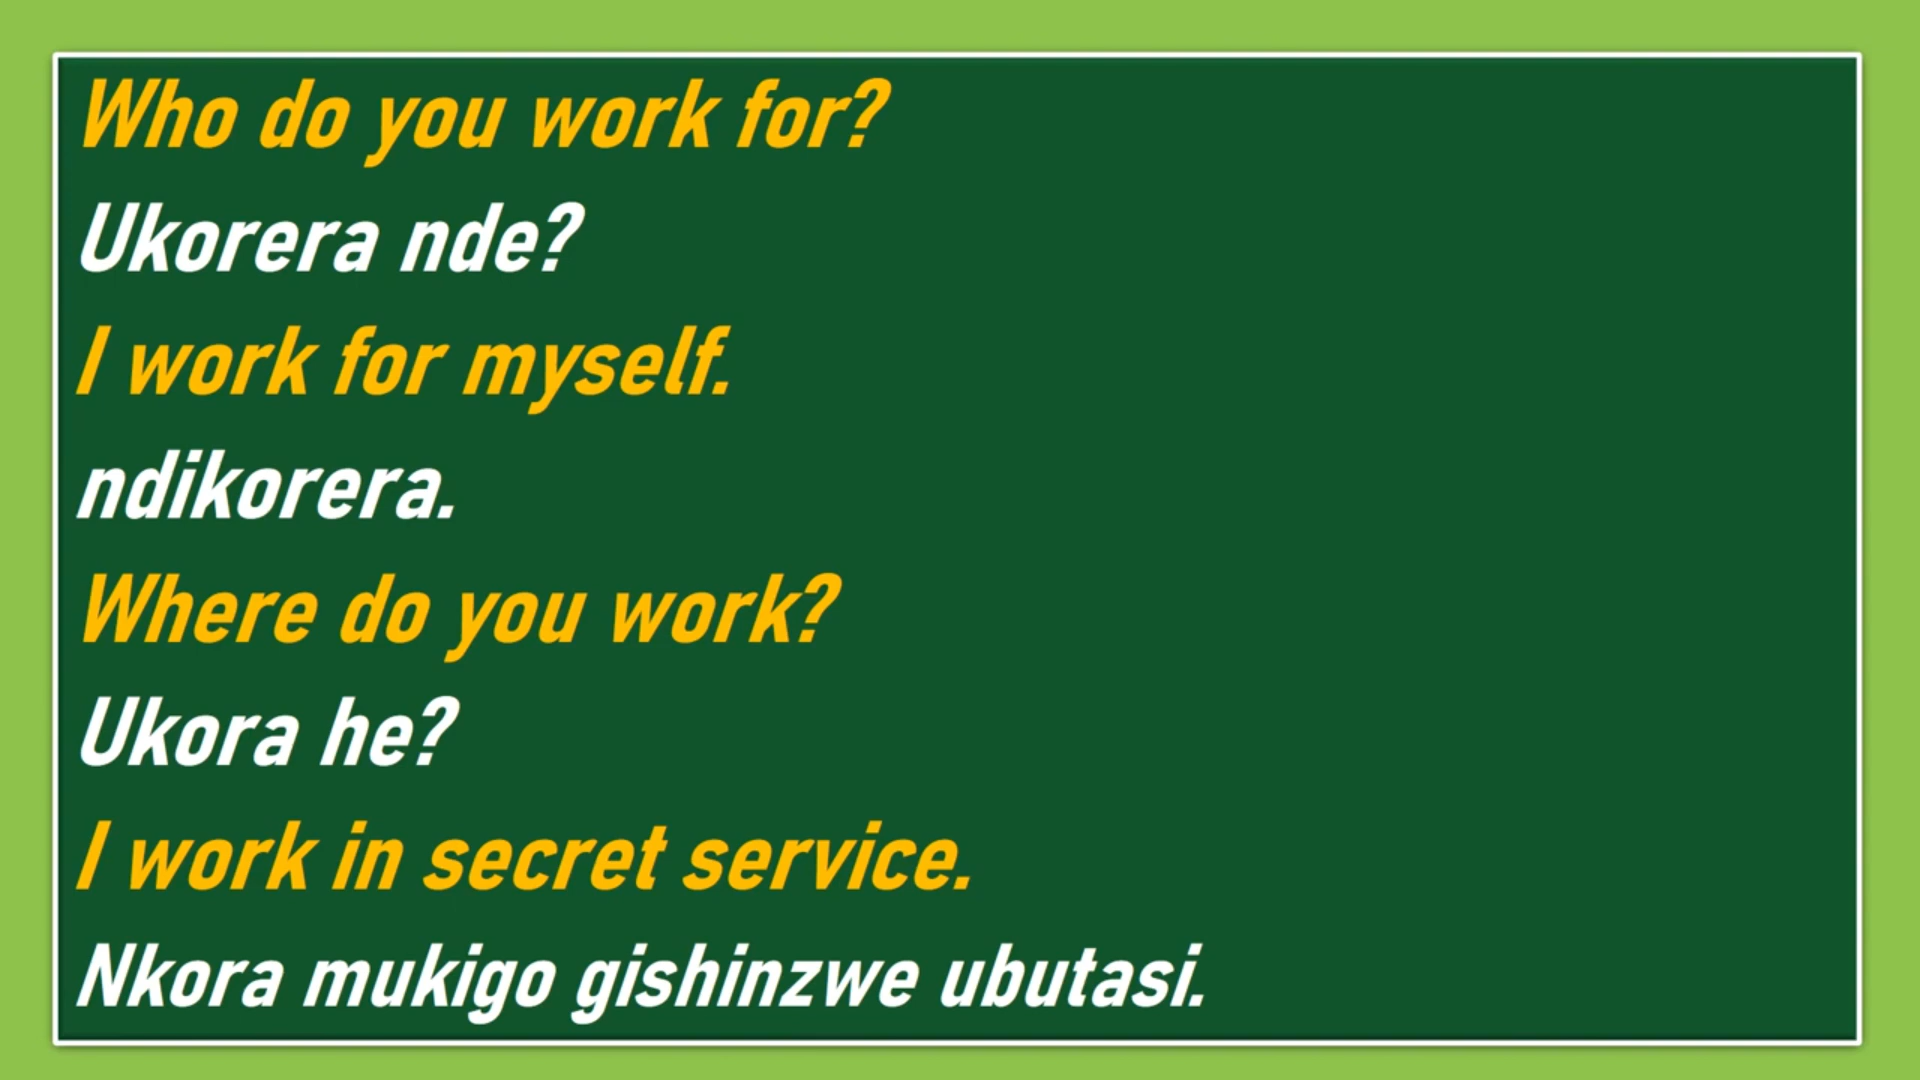 Who do you work for?
Ukorera nde?
I work for myself.
ndikorera.
Where do you work?
Ukora he?
I work in secret service.
Nkora mukigo gishinzwe ubutasi.